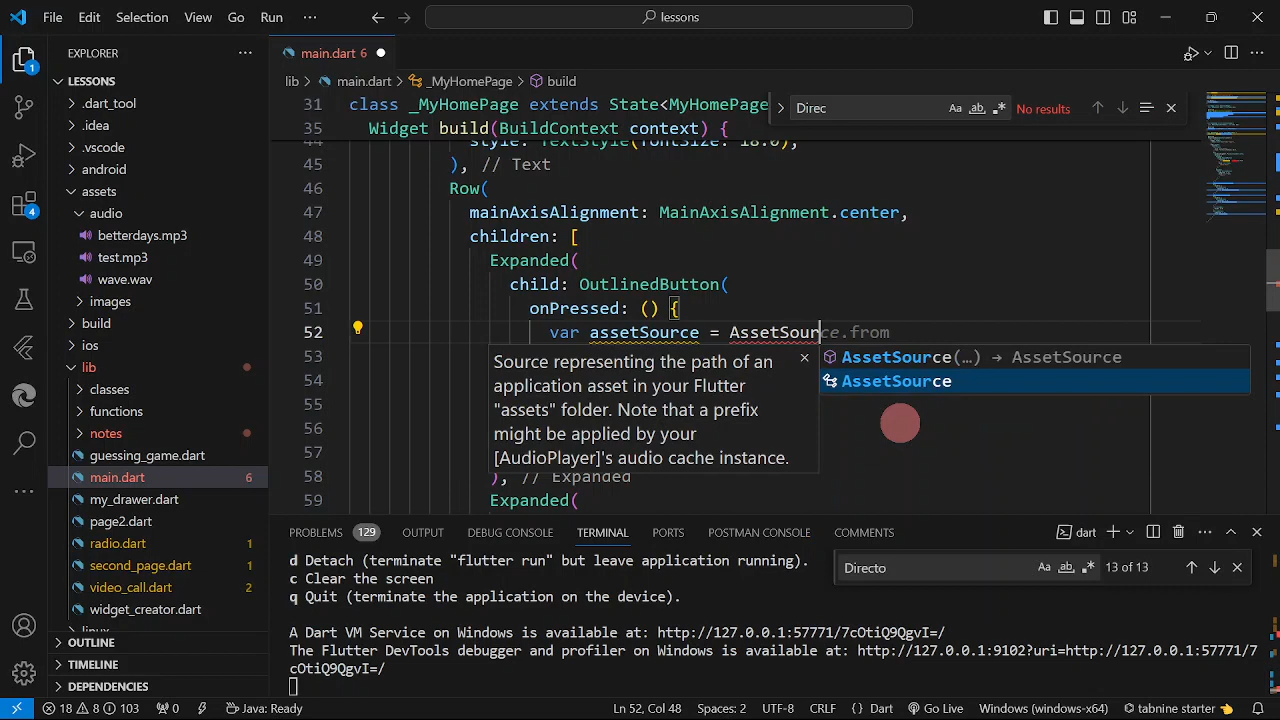 File Edit Selection View Go Run ··· lessons
EXPLORER ···
LESSONS
.dart_tool
.idea
.vscode
android
assets
audio
betterdays.mp3
test.mp3
wave.wav
images
build
ios
lib
classes
functions
notes
guessing_game.dart
main.dart 6
my_drawer.dart
page2.dart
radio.dart 1
second_page.dart 1
video_call.dart 2
widget_creator.dart
OUTLINE
TIMELINE
DEPENDENCIES
1
4
main.dart 6
lib > main.dart > _MyHomePage > build
Direc Aa ab No results
31 class _MyHomePage extends State<MyHomePage
35 Widget build(BuildContext context) {
45 ), // Text
46 Row(
47 mainAxisAlignment: MainAxisAlignment.center,
48 children: [
49 Expanded(
50 child: OutlinedButton(
51 onPressed: () {
52 var assetSource = AssetSource.from
53
54
55
56
57
58 ), // Expanded
59 Expanded(
AssetSource(…) → AssetSource
AssetSource
Source representing the path of an
application asset in your Flutter
"assets" folder. Note that a prefix
might be applied by your
[AudioPlayer]'s audio cache instance.
PROBLEMS 129 OUTPUT DEBUG CONSOLE TERMINAL PORTS POSTMAN CONSOLE COMMENTS dart
Directo Aa ab 13 of 13
d Detach (terminate "flutter run" but leave application running).
c Clear the screen
q Quit (terminate the application on the device).
A Dart VM Service on Windows is available at: http://127.0.0.1:57771/7cOtiQ9QgvI=/
The Flutter DevTools debugger and profiler on Windows is available at: http://127.0.0.1:9102?uri=http://127.0.0.1:57771/7
cOtiQ9QgvI=/
18 8 103 0 Java: Ready Ln 52, Col 48 Spaces: 2 UTF-8 CRLF {} Dart Go Live Windows (windows-x64) tabnine starter